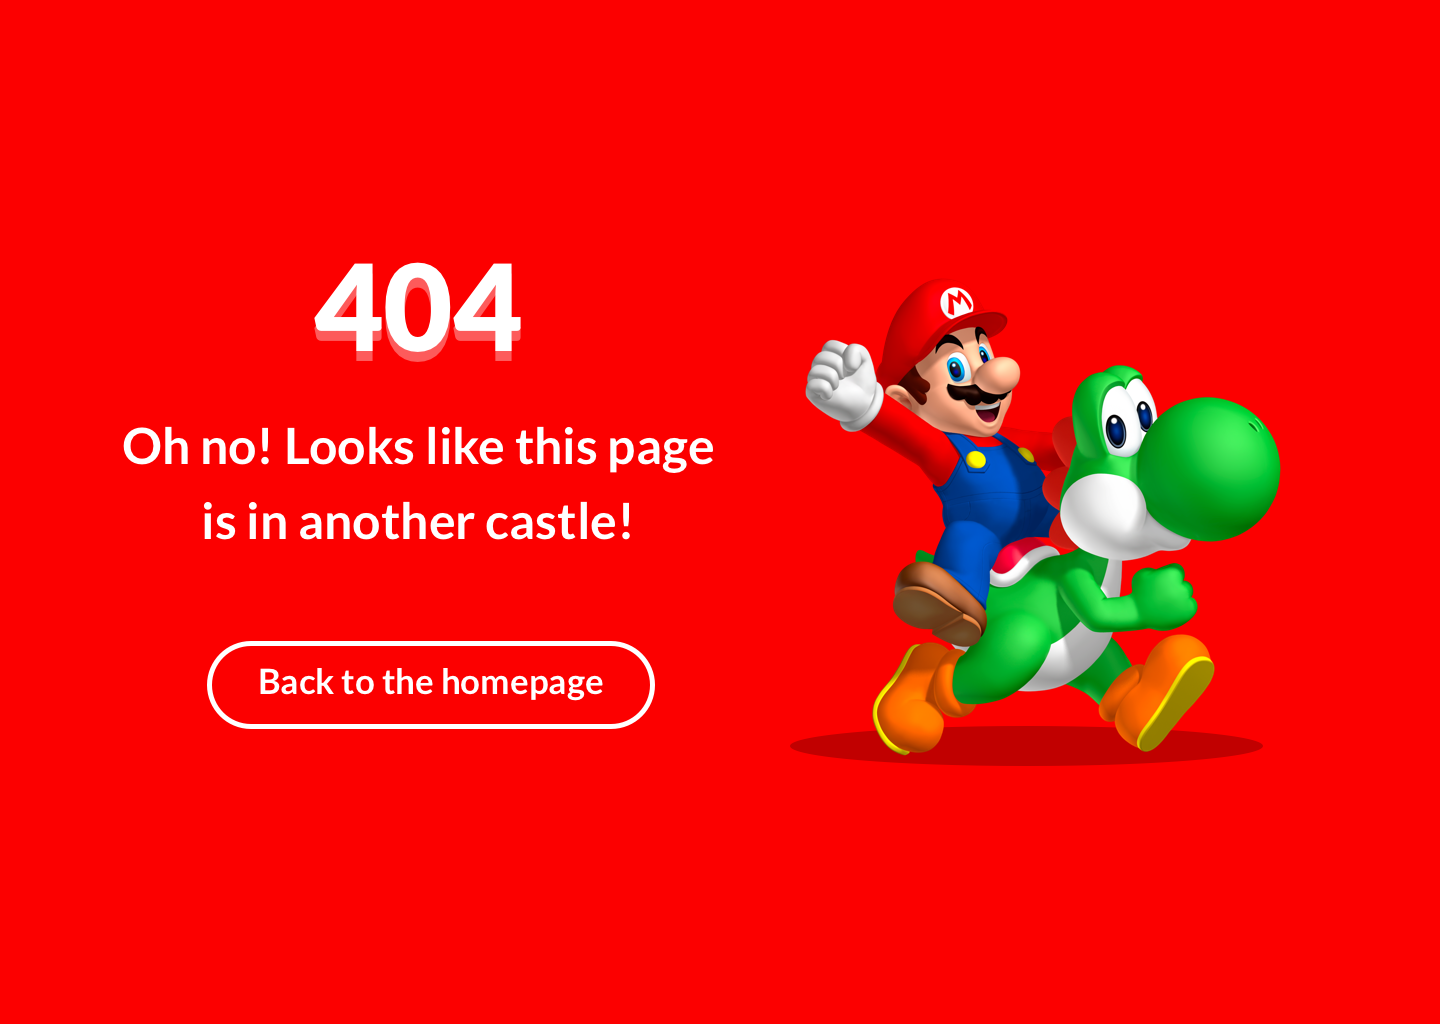 404
Oh no! Looks like this page
is in another castle!
Back to the homepage
M